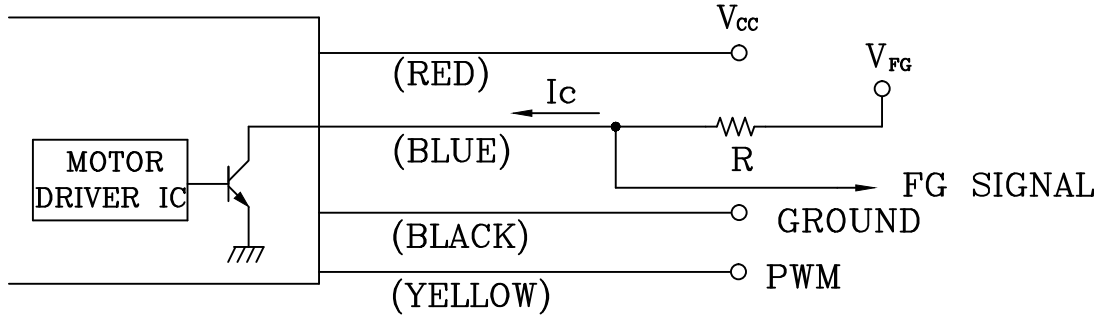 Vcc
(RED)
VFG
Ic
(BLUE)
R
MOTOR
DRIVER IC
FG SIGNAL
(BLACK)
GROUND
(YELLOW)
PWM